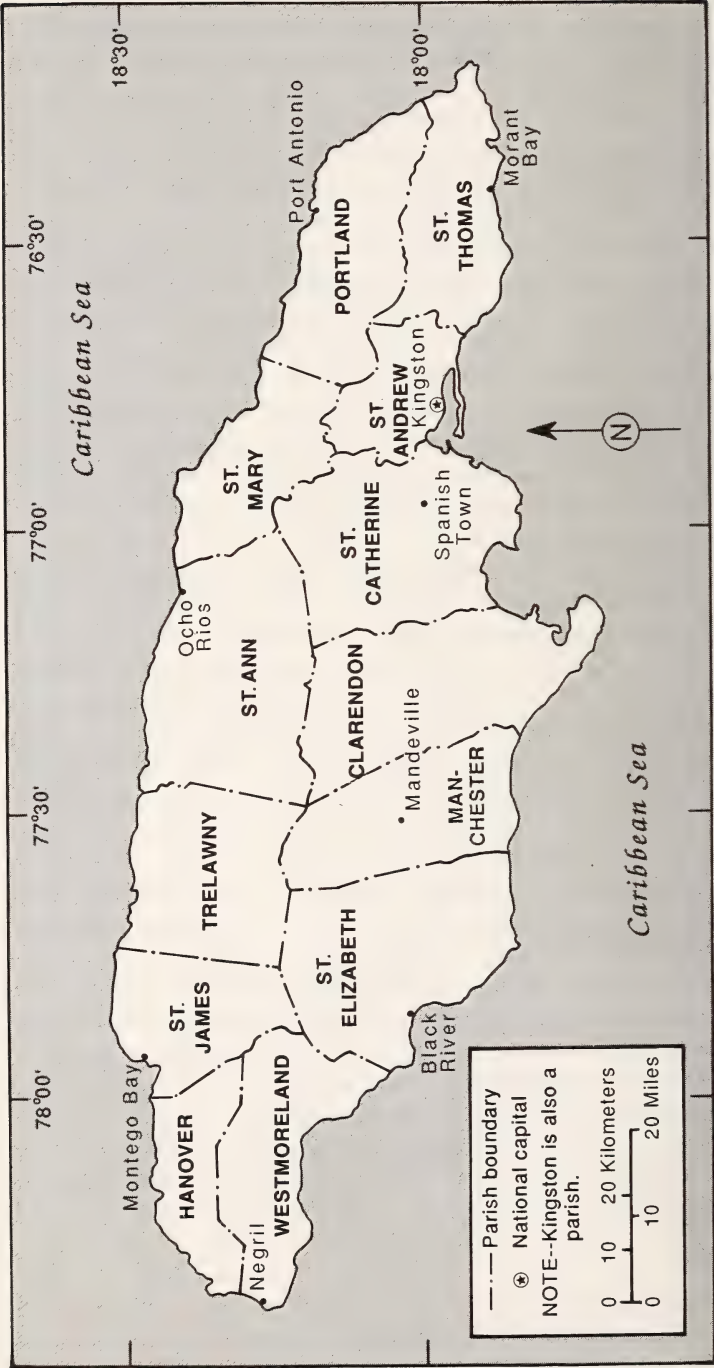 78°00'
77°30'
77°00'
76°30'
18°30'
18°00'
Caribbean Sea
Montego Bay
HANOVER
ST.
JAMES
TRELAWNY
ST. ANN
Ocho
Rios
ST.
MARY
Port Antonio
PORTLAND
Negril
WESTMORELAND
ST.
ELIZABETH
Black
River
MAN-
CHESTER
Mandeville
CLARENDON
ST.
CATHERINE
Spanish
Town
ST.
ANDREW
Kingston
ST.
THOMAS
Morant
Bay
Caribbean Sea
N
Parish boundary
National capital
NOTE--Kingston is also a
parish.
0 10 20 Kilometers
0 10 20 Miles